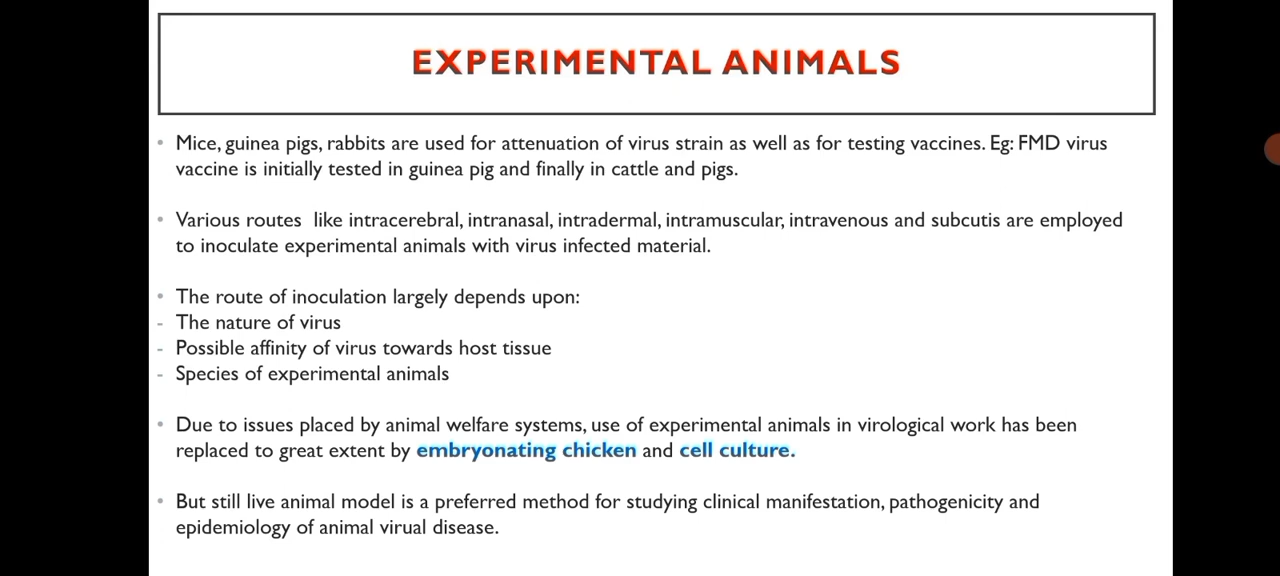 EXPERIMENTAL ANIMALS
• Mice, guinea pigs, rabbits are used for attenuation of virus strain as well as for testing vaccines. Eg: FMD virus
vaccine is initially tested in guinea pig and finally in cattle and pigs.
• Various routes like intracerebral, intranasal, intradermal, intramuscular, intravenous and subcutis are employed
to inoculate experimental animals with virus infected material.
• The route of inoculation largely depends upon:
- The nature of virus
- Possible affinity of virus towards host tissue
- Species of experimental animals
• Due to issues placed by animal welfare systems, use of experimental animals in virological work has been
replaced to great extent by embryonating chicken and cell culture.
• But still live animal model is a preferred method for studying clinical manifestation, pathogenicity and
epidemiology of animal virual disease.